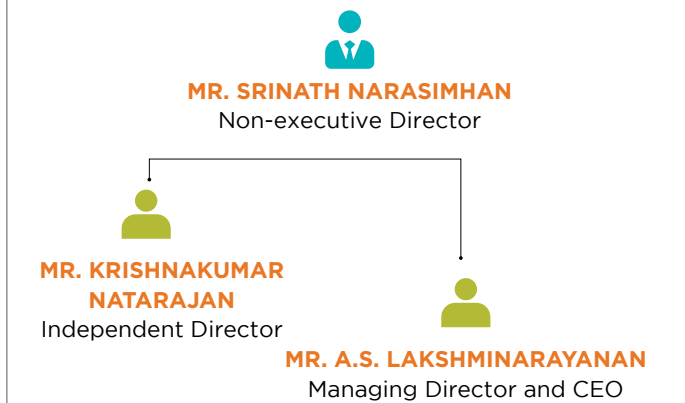 MR. SRINATH NARASIMHAN
Non-executive Director
MR. KRISHNAKUMAR
NATARAJAN
Independent Director
MR. A.S. LAKSHMINARAYANAN
Managing Director and CEO